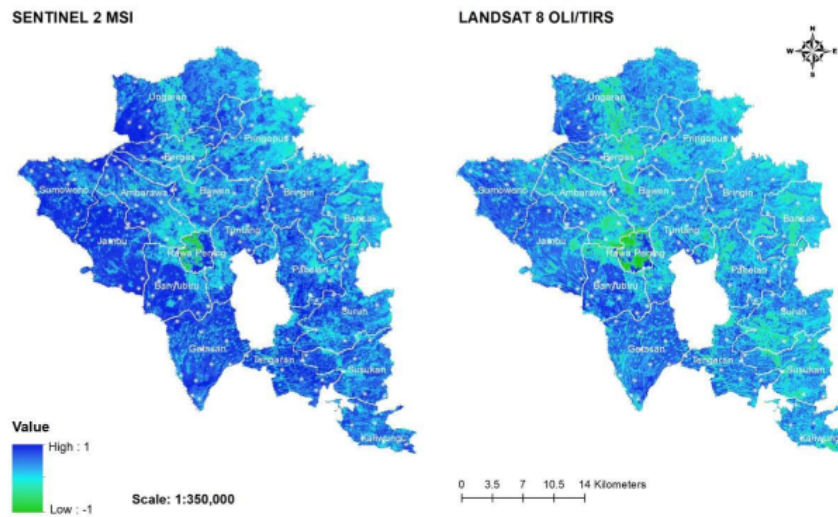 SENTINEL 2 MSI
LANDSAT 8 OLI/TIRS
N
W E
S
Ungaran
Pringapus
Bergas
Sumowono
Ambarawa
Bawen
Bringin
Bancak
Jambu
Tuntang
Rawa Pening
Pabelan
Banyubiru
Suruh
Getasan
Tengaran
Susukan
Kaliwungu
Ungaran
Pringapus
Bergas
Sumowono
Ambarawa
Bawen
Bringin
Bancak
Jambu
Tuntang
Rawa Pening
Pabelan
Banyubiru
Suruh
Getasan
Tengaran
Susukan
Kaliwungu
Value
High : 1
Low : -1
Scale: 1:350,000
0 3.5 7 10.5 14 Kilometers